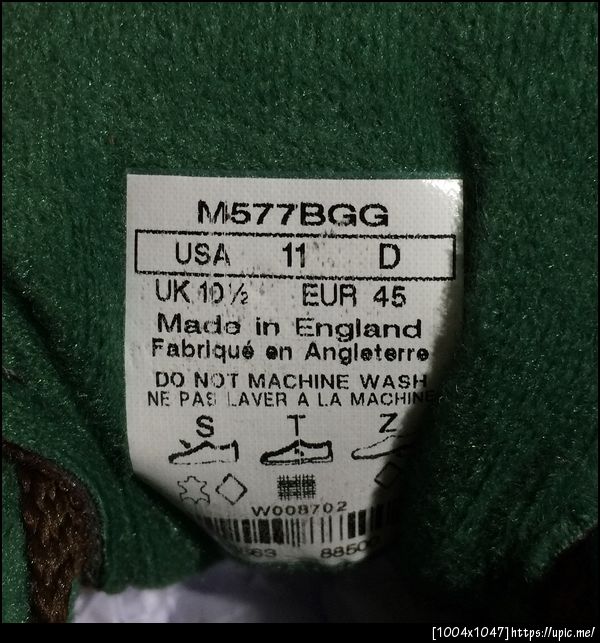 M577BGG
USA 11 D
UK 10½ EUR 45
Made in England
Fabriqué en Angleterre
DO NOT MACHINE WASH
NE PAS LAVER A LA MACHINE
S T Z
W008702
[1004x1047]https://upic.me/